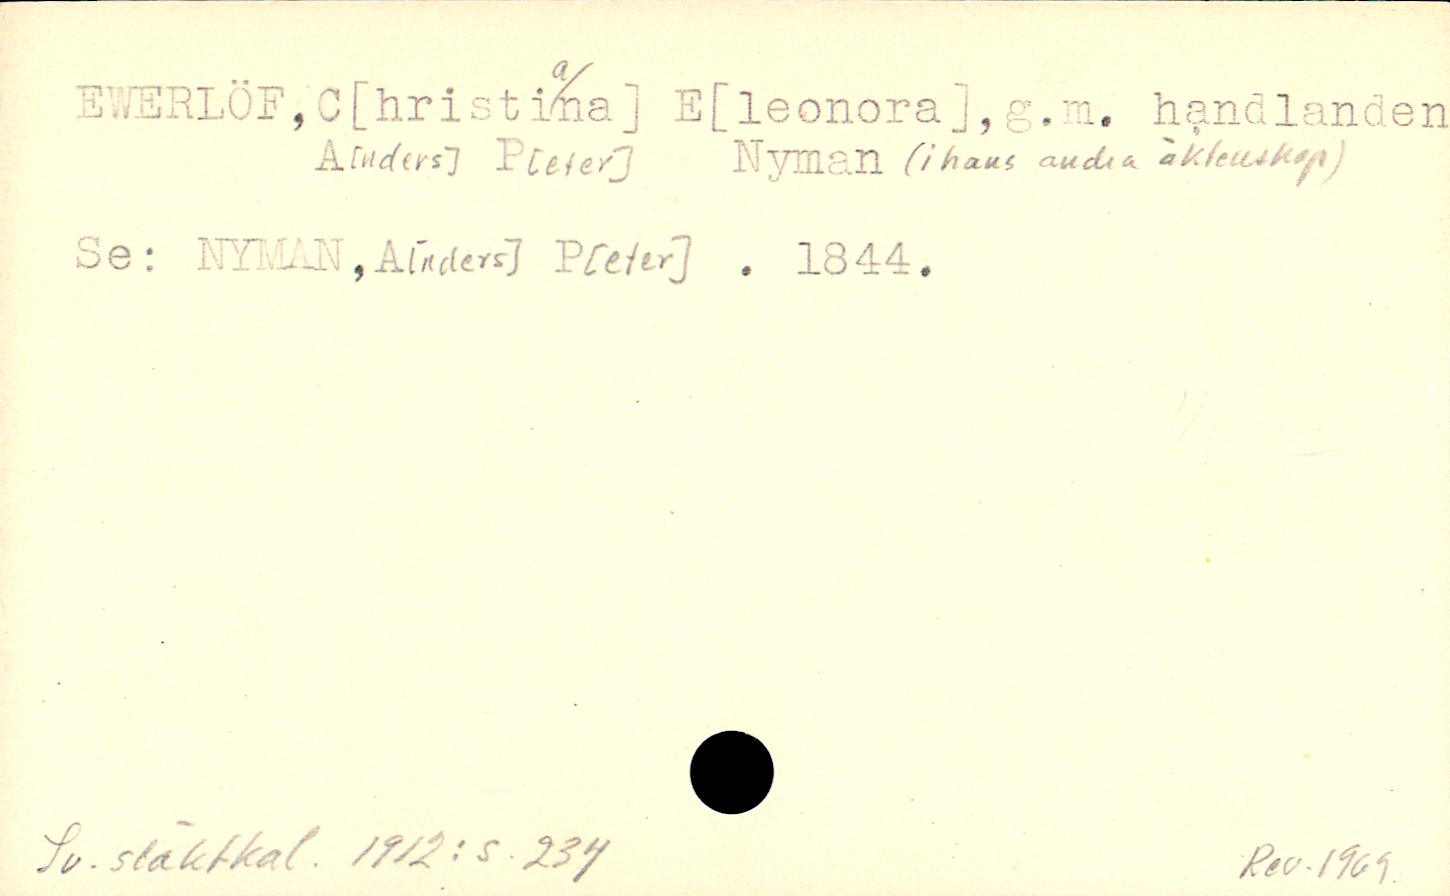 EWERLÖF, C[hristina] E[leonora], g.m. handlanden
a/
A[nders] P[eter] Nyman (i hans andra äktenskap)
Se: NYMAN, A[nders] P[eter] . 1844.
Sv. släktkal. 1912: s. 234
Rev. 1969.